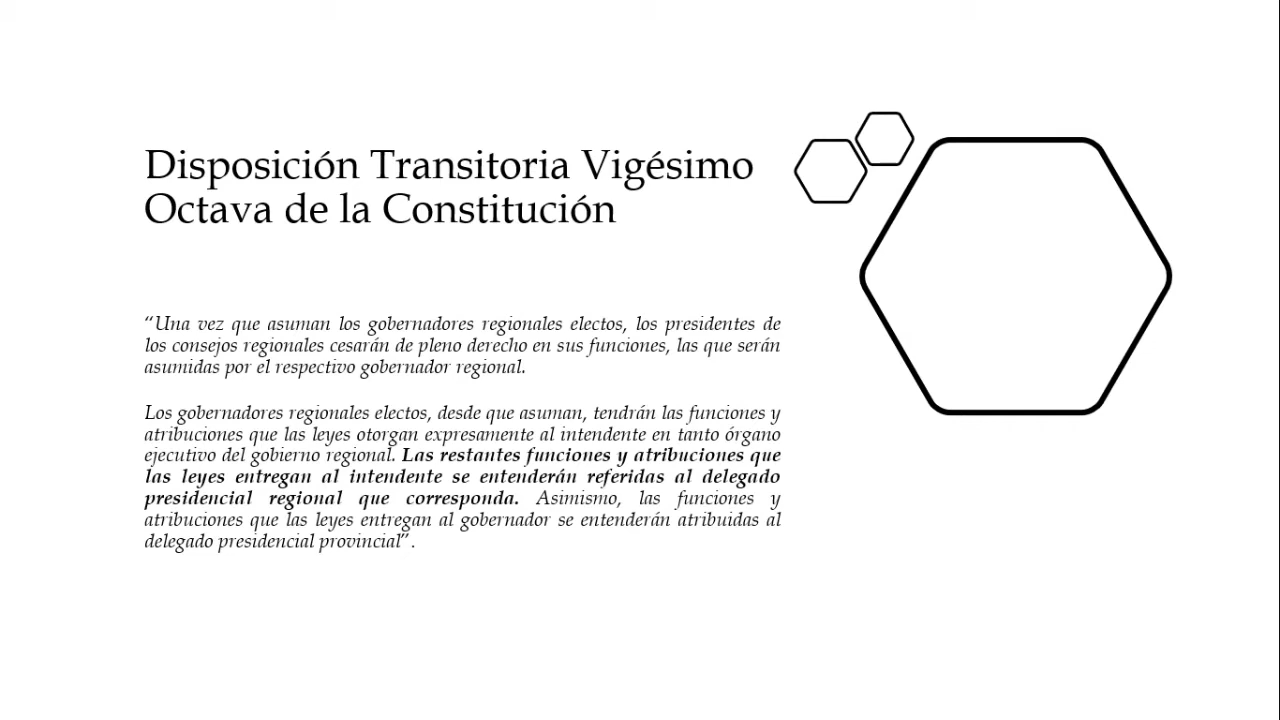 Disposición Transitoria Vigésimo
Octava de la Constitución
“Una vez que asuman los gobernadores regionales electos, los presidentes de
los consejos regionales cesarán de pleno derecho en sus funciones, las que serán
asumidas por el respectivo gobernador regional.
Los gobernadores regionales electos, desde que asuman, tendrán las funciones y
atribuciones que las leyes otorgan expresamente al intendente en tanto órgano
ejecutivo del gobierno regional. Las restantes funciones y atribuciones que
las leyes entregan al intendente se entenderán referidas al delegado
presidencial regional que corresponda. Asimismo, las funciones y
atribuciones que las leyes entregan al gobernador se entenderán atribuidas al
delegado presidencial provincial”.